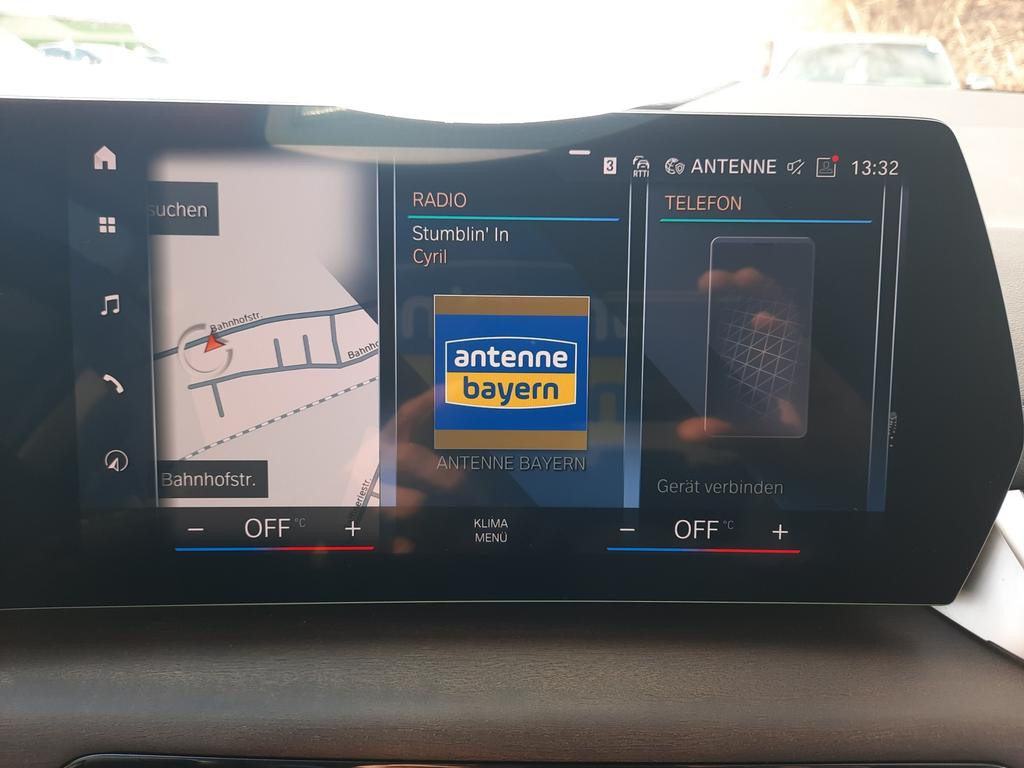 3 RTTI ANTENNE 13:32
suchen
Bahnhofstr.
Bahnho
Bahnhofstr.
RADIO
Stumblin' In
Cyril
antenne
bayern
ANTENNE BAYERN
TELEFON
Gerät verbinden
− OFF °C +
KLIMA
MENÜ
− OFF °C +